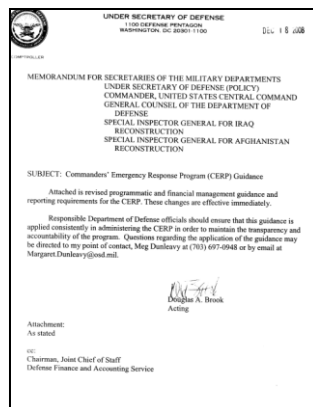 UNDER SECRETARY OF DEFENSE
1100 DEFENSE PENTAGON
WASHINGTON, DC 20301-1100
DEC 18 2008
COMPTROLLER
MEMORANDUM FOR SECRETARIES OF THE MILITARY DEPARTMENTS
UNDER SECRETARY OF DEFENSE (POLICY)
COMMANDER, UNITED STATES CENTRAL COMMAND
GENERAL COUNSEL OF THE DEPARTMENT OF
DEFENSE
SPECIAL INSPECTOR GENERAL FOR IRAQ
RECONSTRUCTION
SPECIAL INSPECTOR GENERAL FOR AFGHANISTAN
RECONSTRUCTION
SUBJECT: Commanders' Emergency Response Program (CERP) Guidance
Attached is revised programmatic and financial management guidance and
reporting requirements for the CERP. These changes are effective immediately.
Responsible Department of Defense officials should ensure that this guidance is
applied consistently in administering the CERP in order to maintain the transparency and
accountability of the program. Questions regarding the application of the guidance may
be directed to my point of contact, Meg Dunleavy at (703) 697-0948 or by email at
Margaret.Dunleavy@osd.mil.
Douglas A. Brook
Acting
Attachment:
As stated
cc:
Chairman, Joint Chief of Staff
Defense Finance and Accounting Service